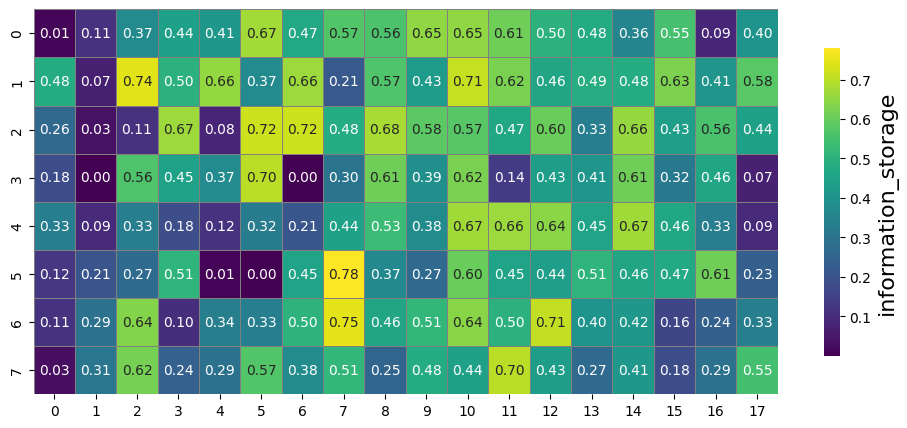 0 0.01 0.11 0.37 0.44 0.41 0.67 0.47 0.57 0.56 0.65 0.65 0.61 0.50 0.48 0.36 0.55 0.09 0.40
1 0.48 0.07 0.74 0.50 0.66 0.37 0.66 0.21 0.57 0.43 0.71 0.62 0.46 0.49 0.48 0.63 0.41 0.58
2 0.26 0.03 0.11 0.67 0.08 0.72 0.72 0.48 0.68 0.58 0.57 0.47 0.60 0.33 0.66 0.43 0.56 0.44
3 0.18 0.00 0.56 0.45 0.37 0.70 0.00 0.30 0.61 0.39 0.62 0.14 0.43 0.41 0.61 0.32 0.46 0.07
4 0.33 0.09 0.33 0.18 0.12 0.32 0.21 0.44 0.53 0.38 0.67 0.66 0.64 0.45 0.67 0.46 0.33 0.09
5 0.12 0.21 0.27 0.51 0.01 0.00 0.45 0.78 0.37 0.27 0.60 0.45 0.44 0.51 0.46 0.47 0.61 0.23
6 0.11 0.29 0.64 0.10 0.34 0.33 0.50 0.75 0.46 0.51 0.64 0.50 0.71 0.40 0.42 0.16 0.24 0.33
7 0.03 0.31 0.62 0.24 0.29 0.57 0.38 0.51 0.25 0.48 0.44 0.70 0.43 0.27 0.41 0.18 0.29 0.55
0 1 2 3 4 5 6 7 8 9 10 11 12 13 14 15 16 17
0.7
0.6
0.5
0.4
0.3
0.2
0.1
information_storage